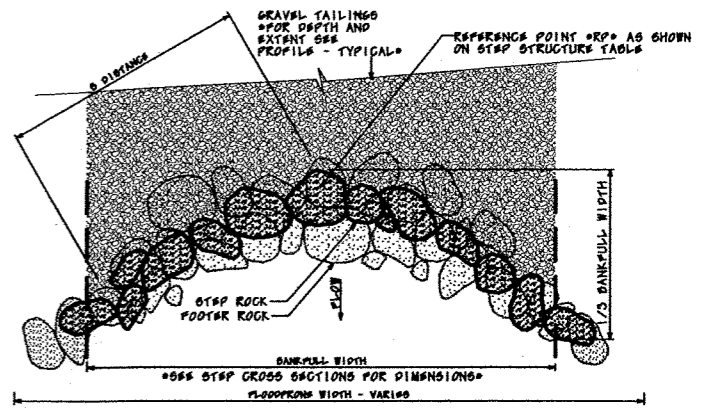 GRAVEL TAILINGS
*FOR DEPTH AND
EXTENT SEE
PROFILE - TYPICAL*
REFERENCE POINT *RP* AS SHOWN
ON STEP STRUCTURE TABLE
S DISTANCE
1/3 BANKFULL WIDTH
STEP ROCK
FOOTER ROCK
FLOW
BANKFULL WIDTH
*SEE STEP CROSS SECTIONS FOR DIMENSIONS*
FLOODPRONE WIDTH - VARIES